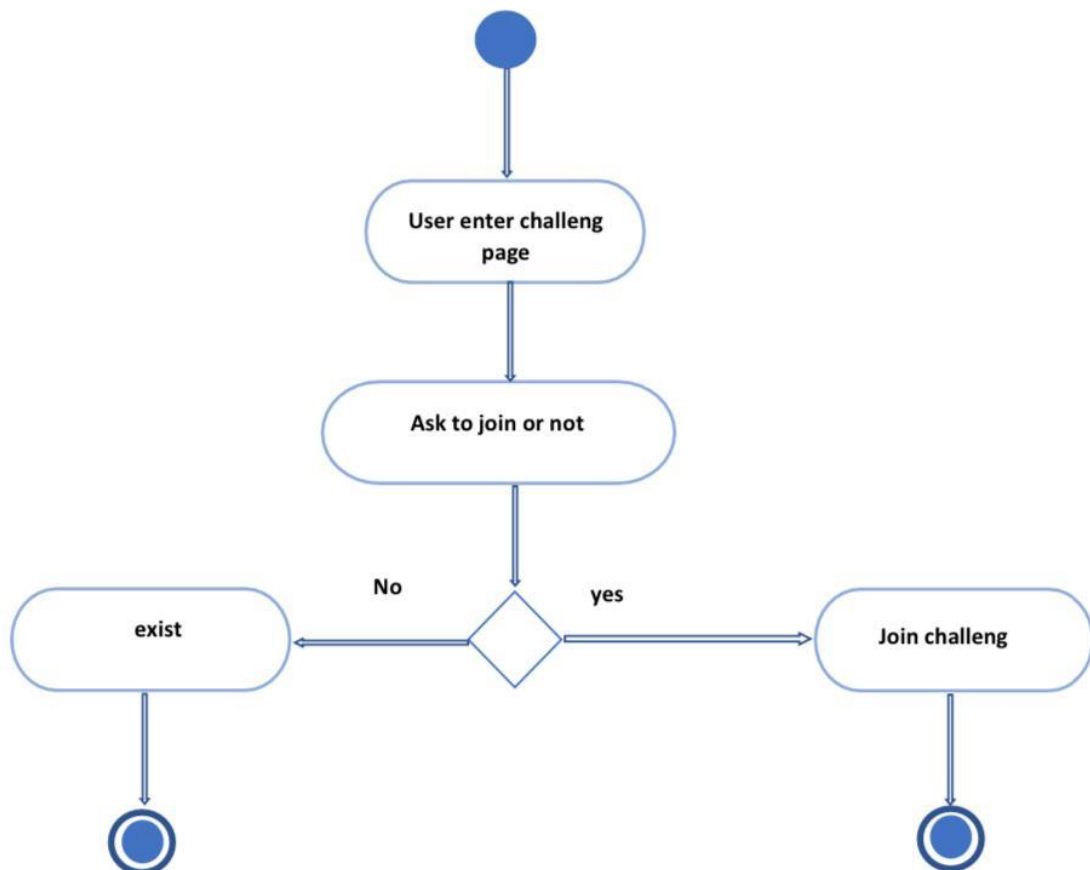 User enter challeng
page
Ask to join or not
No
yes
exist
Join challeng